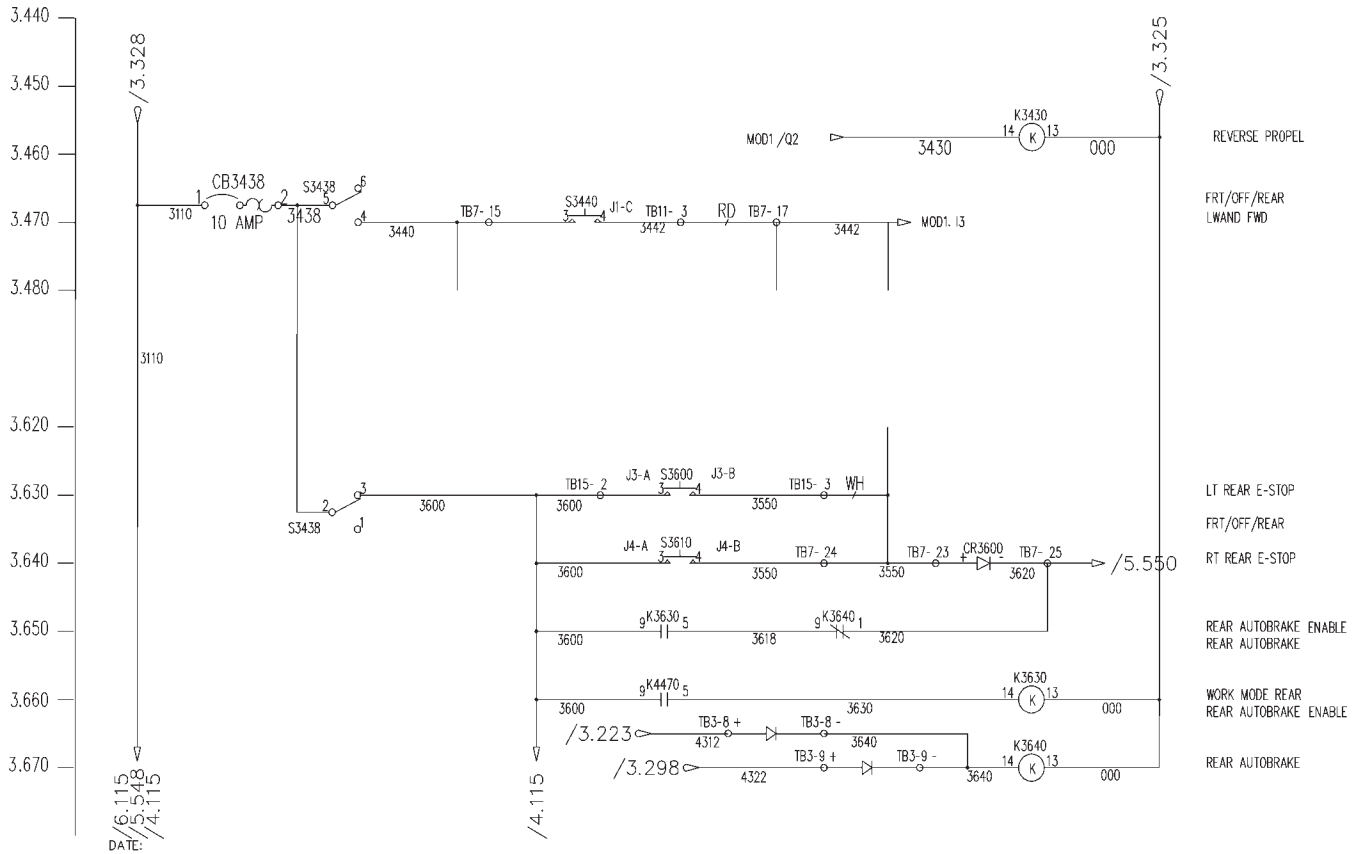 3.440
/3.328
/3.325
3.450
K3430
14 K 13
MOD1 /Q2
3430
000
REVERSE PROPEL
3.460
CB3438
1
2
S3438
5
6
3110
10 AMP
3438
4
3.470
3440
TB7- 15
S3440
3 4
J1-C
TB11- 3
3442
RD
TB7- 17
3442
MOD1. I3
FRT/OFF/REAR
LWAND FWD
3.480
3110
3.620
3.630
S3438
2
3
1
3600
TB15- 2
3600
J3-A
S3600
3 4
J3-B
3550
TB15- 3
WH
LT REAR E-STOP
FRT/OFF/REAR
3.640
3600
J4-A
S3610
3 4
J4-B
3550
TB7- 24
3550
TB7- 23
CR3600
+ -
3620
TB7- 25
/5.550
RT REAR E-STOP
3.650
3600
9 K3630 5
3618
9 K3640 1
3620
REAR AUTOBRAKE ENABLE
REAR AUTOBRAKE
3.660
3600
9 K4470 5
3630
K3630
14 K 13
000
WORK MODE REAR
REAR AUTOBRAKE ENABLE
/3.223
4312
TB3-8 +
TB3-8 -
3640
3.670
/3.298
4322
TB3-9 +
TB3-9 -
3640
K3640
14 K 13
000
REAR AUTOBRAKE
/6.115
/5.548
/4.115
/4.115
DATE: